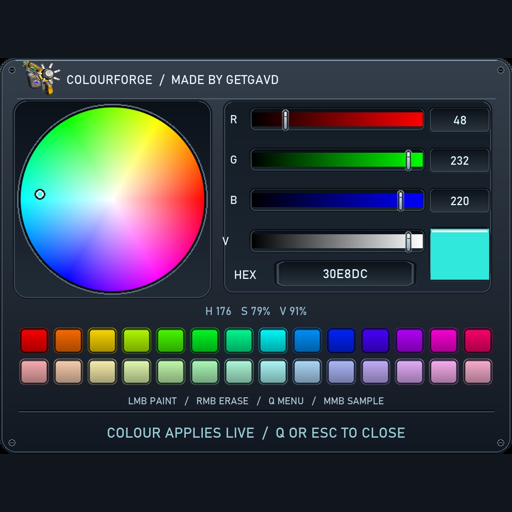 COLOURFORGE / MADE BY GETGAVD
R 48
G 232
B 220
V
HEX 30E8DC
H 176 S 79% V 91%
LMB PAINT / RMB ERASE / Q MENU / MMB SAMPLE
COLOUR APPLIES LIVE / Q OR ESC TO CLOSE